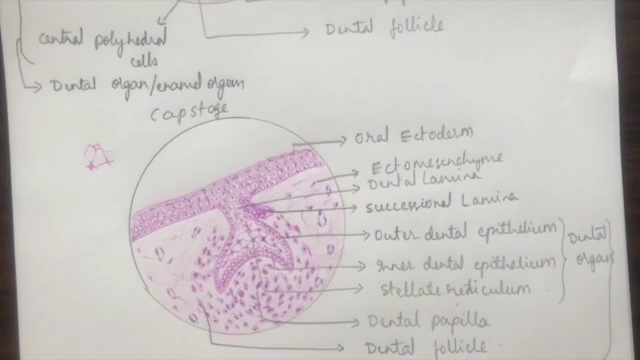 Dental follicle
Central polyhedral
cells
Dental organ/enamel organ
Cap stage
Oral Ectoderm
Ectomesenchyme
Dental Lamina
Successional Lamina
Outer dental epithelium
Inner dental epithelium
Stellate rediculum
Dental organ
Dental papilla
Dental follicle